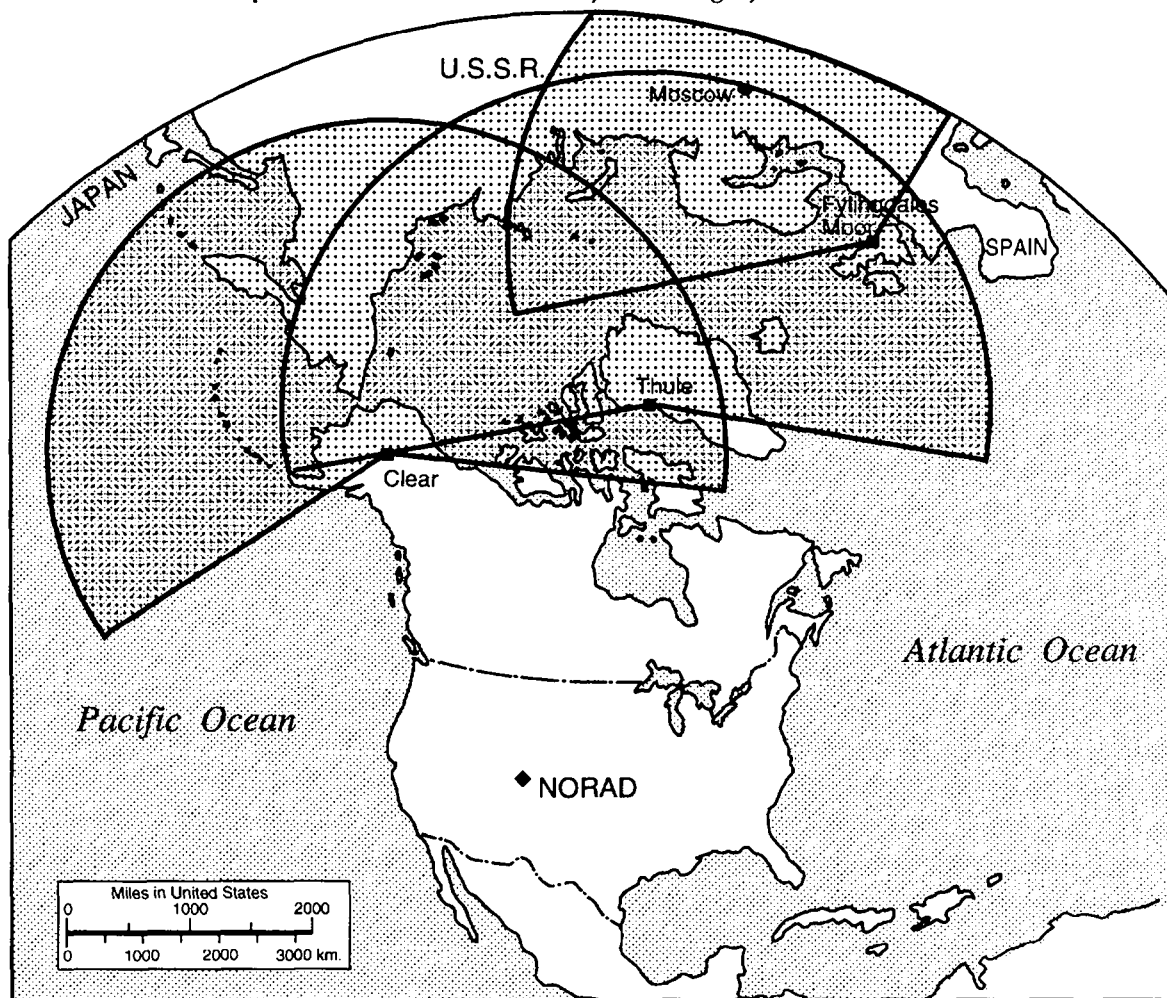 U.S.S.R.
Moscow
JAPAN
Fylingdales
Moor
SPAIN
Thule
Clear
Atlantic Ocean
Pacific Ocean
NORAD
Miles in United States
0 1000 2000
0 1000 2000 3000 km.